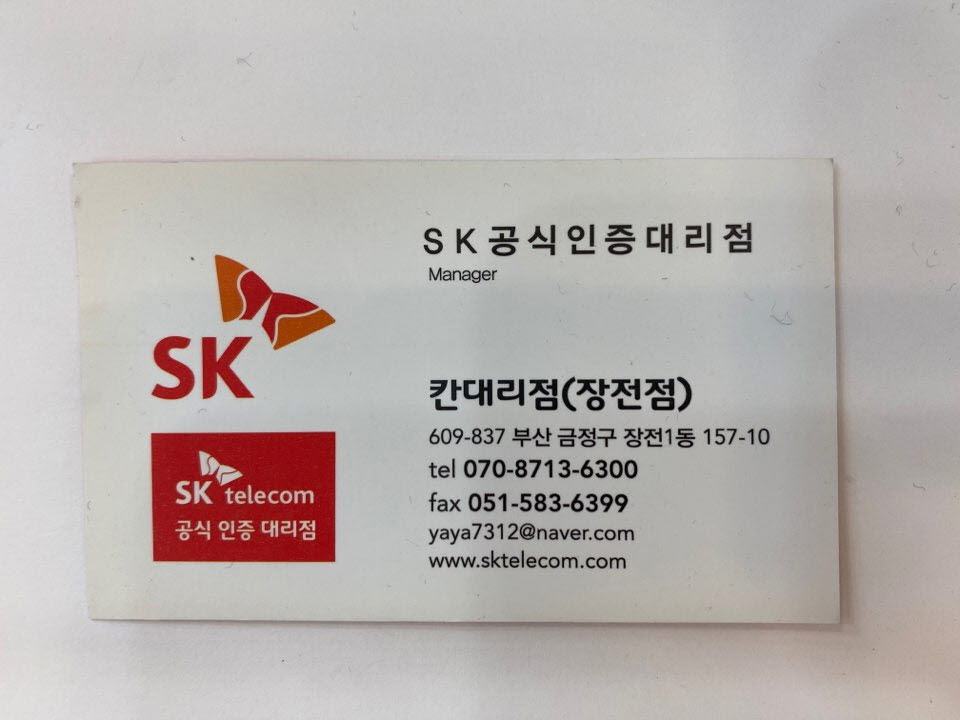 SK
SK telecom
공식 인증 대리점
SK공식인증대리점
Manager
칸대리점(장전점)
609-837 부산 금정구 장전1동 157-10
tel 070-8713-6300
fax 051-583-6399
yaya7312@naver.com
www.sktelecom.com